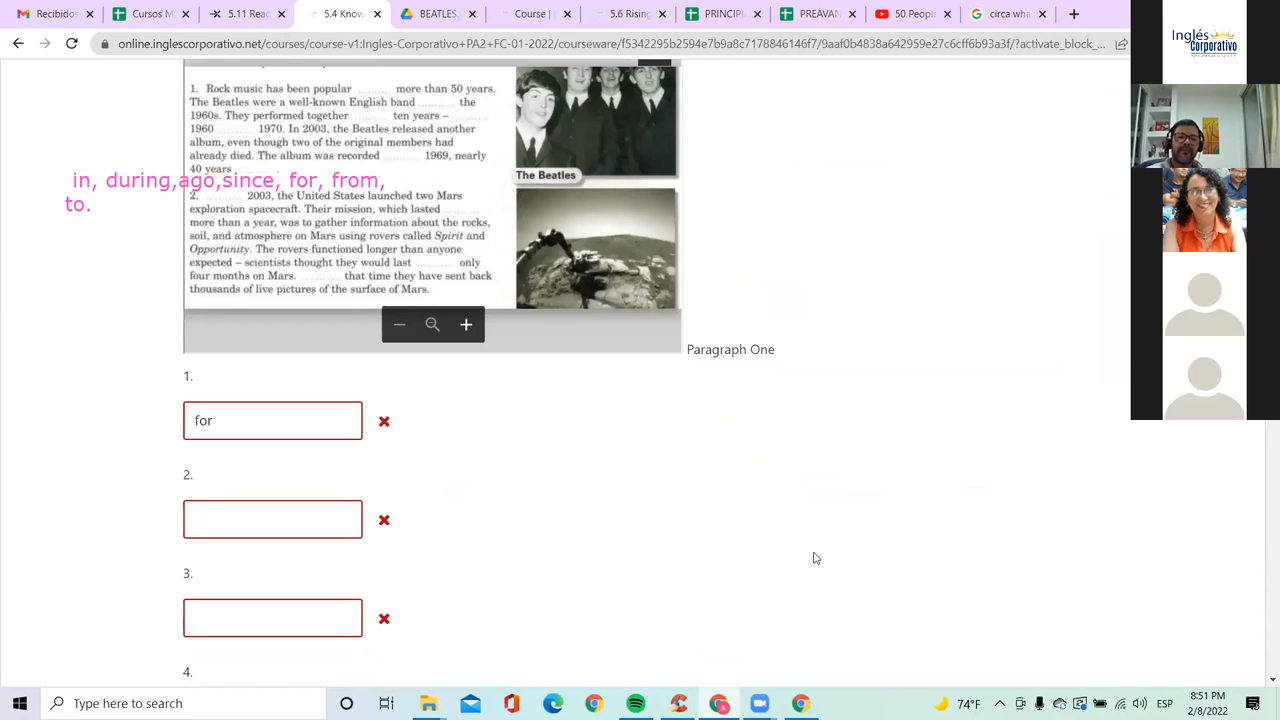 Recibidos
Cursos M
5.11 Read
5.4 Know
BEATLES
5.6 Rising
PRINCIPI
PREAVAN
50 People
circa wha
online.inglescorporativo.net/courses/course-v1:Ingles-Corporativo+PA2+FC-01-2022/courseware/f5342295b2594e7b9a8c7178846146f7/9aaf0b4838a642959e27c6cff6b93a3f/?activate_block_...
Inglés
Corporativo
1. Rock music has been popular more than 50 years.
The Beatles were a well-known English band the
1960s. They performed together ten years –
1960 1970. In 2003, the Beatles released another
album, even though two of the original members had
already died. The album was recorded 1969, nearly
40 years
in, during,ago,since, for, from,
to.
The Beatles
2. 2003, the United States launched two Mars
exploration spacecraft. Their mission, which lasted
more than a year, was to gather information about the rocks,
soil, and atmosphere on Mars using rovers called Spirit and
Opportunity. The rovers functioned longer than anyone
expected – scientists thought they would last only
four months on Mars. that time they have sent back
thousands of live pictures of the surface of Mars.
Paragraph One
1.
for
2.
3.
4.
Type here to search
74°F
ESP
8:51 PM
2/8/2022